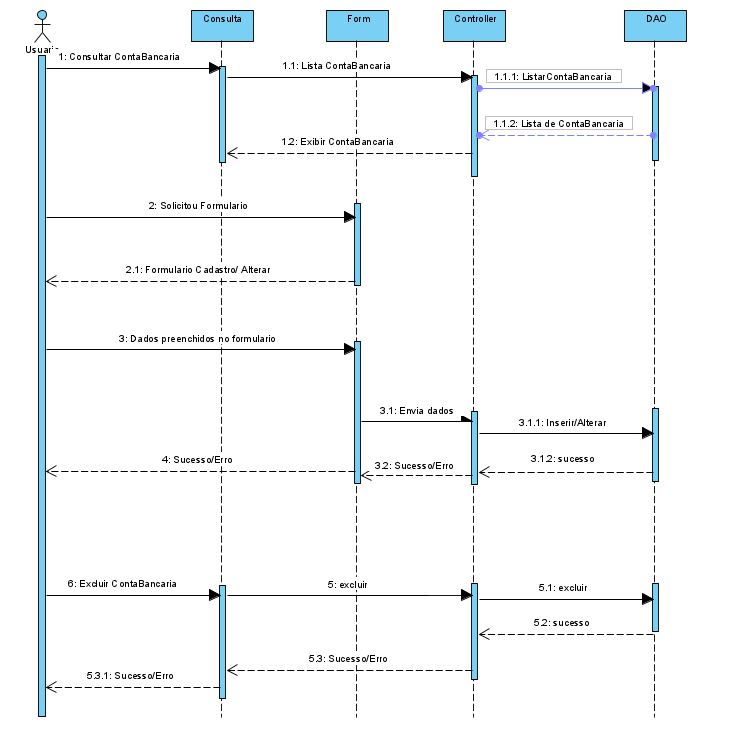 Consulta
Form
Controller
DAO
Usuario
1: Consultar ContaBancaria
1.1: Lista ContaBancaria
1.1.1: ListarContaBancaria
1.1.2: Lista de ContaBancaria
1.2: Exibir ContaBancaria
2: Solicitou Formulario
2.1: Formulario Cadastro/ Alterar
3: Dados preenchidos no formulario
3.1: Envia dados
3.1.1: Inserir/Alterar
3.1.2: sucesso
3.2: Sucesso/Erro
4: Sucesso/Erro
6: Excluir ContaBancaria
5: excluir
5.1: excluir
5.2: sucesso
5.3: Sucesso/Erro
5.3.1: Sucesso/Erro